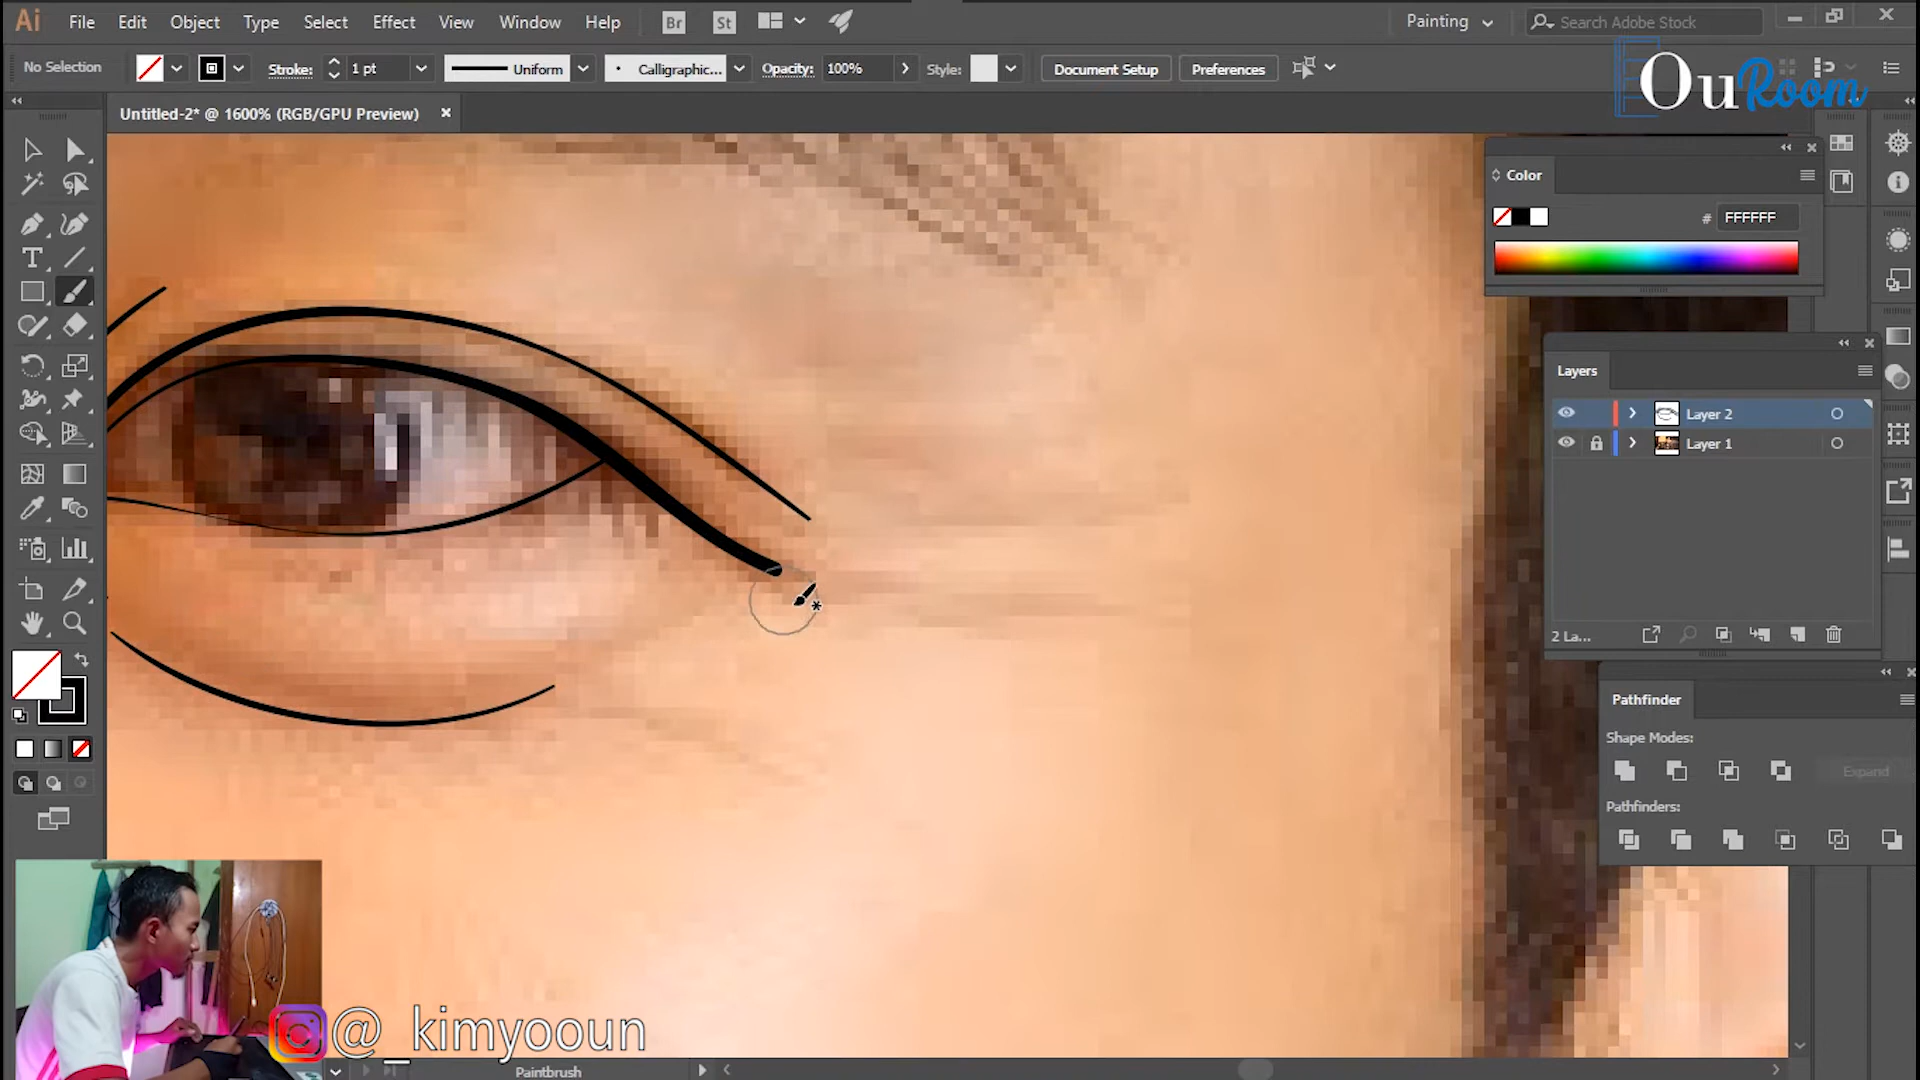 Ai File Edit Object Type Select Effect View Window Help Br St Painting Search Adobe Stock
No Selection Stroke: 1 pt Uniform Calligraphic... Opacity: 100% Style: Document Setup Preferences
OuRoom
Untitled-2* @ 1600% (RGB/GPU Preview)
Color
# FFFFFF
Layers
Layer 2
Layer 1
2 La...
Pathfinder
Shape Modes:
Expand
Pathfinders:
@_kimyooun
Paintbrush